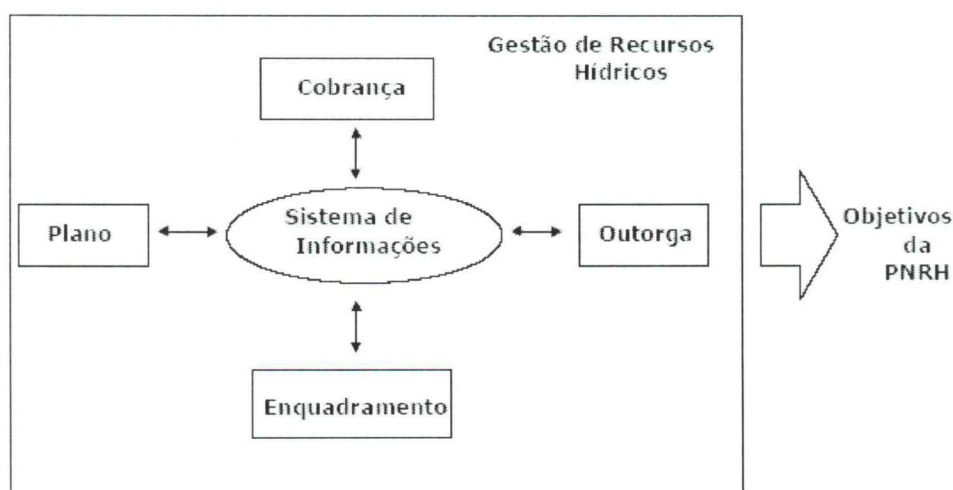 Gestão de Recursos
Hídricos
Cobrança
Plano
Sistema de
Informações
Outorga
Objetivos
da
PNRH
Enquadramento